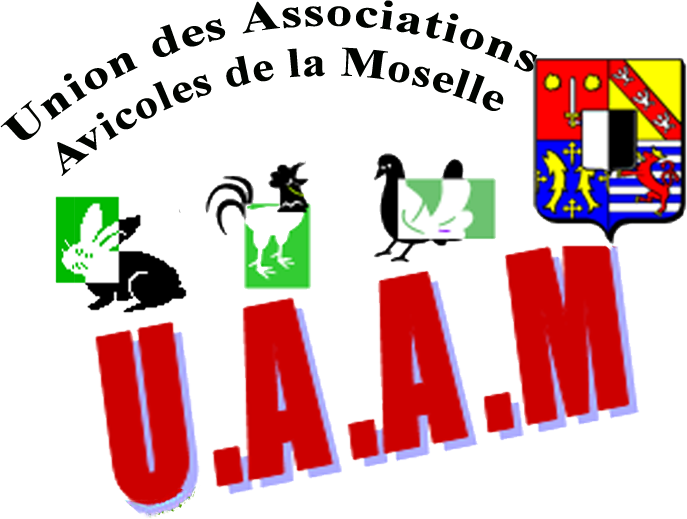 Union des Associations
Avicoles de la Moselle
U.A.A.M